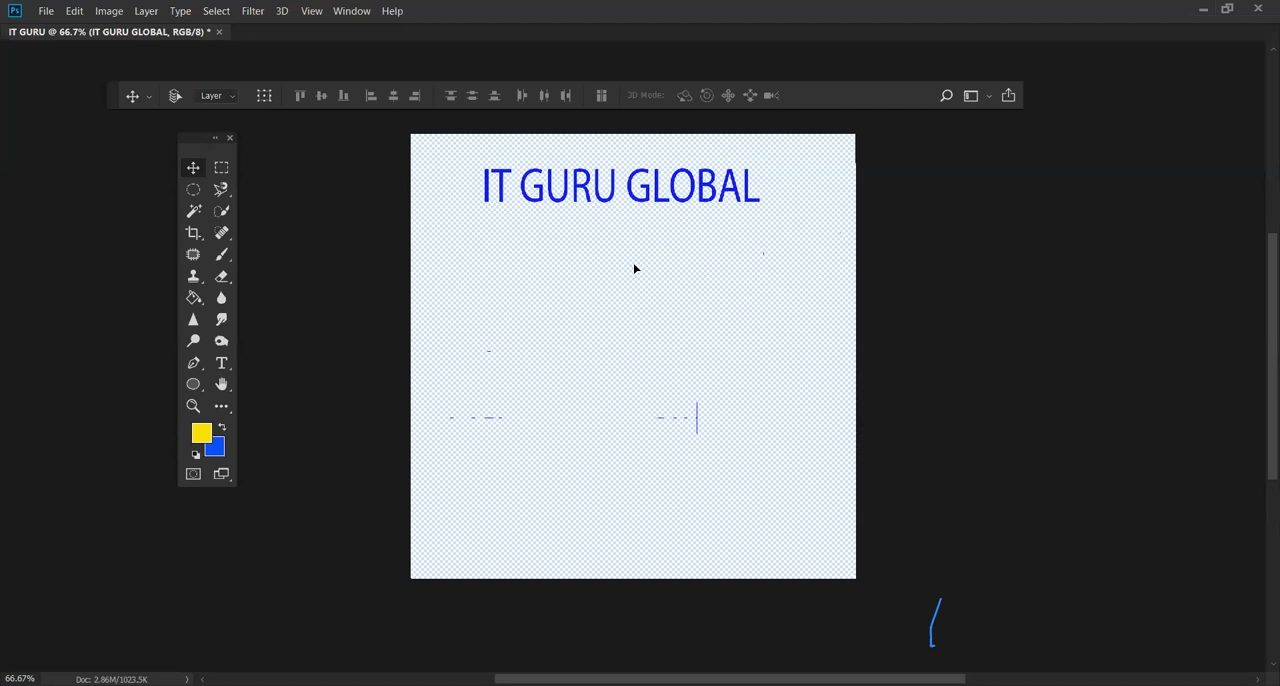 Ps File Edit Image Layer Type Select Filter 3D View Window Help
IT GURU @ 66.7% (IT GURU GLOBAL, RGB/8) * ×
Layer 3D Mode:
IT GURU GLOBAL
T
66.67% Doc: 2.86M/1023.5K